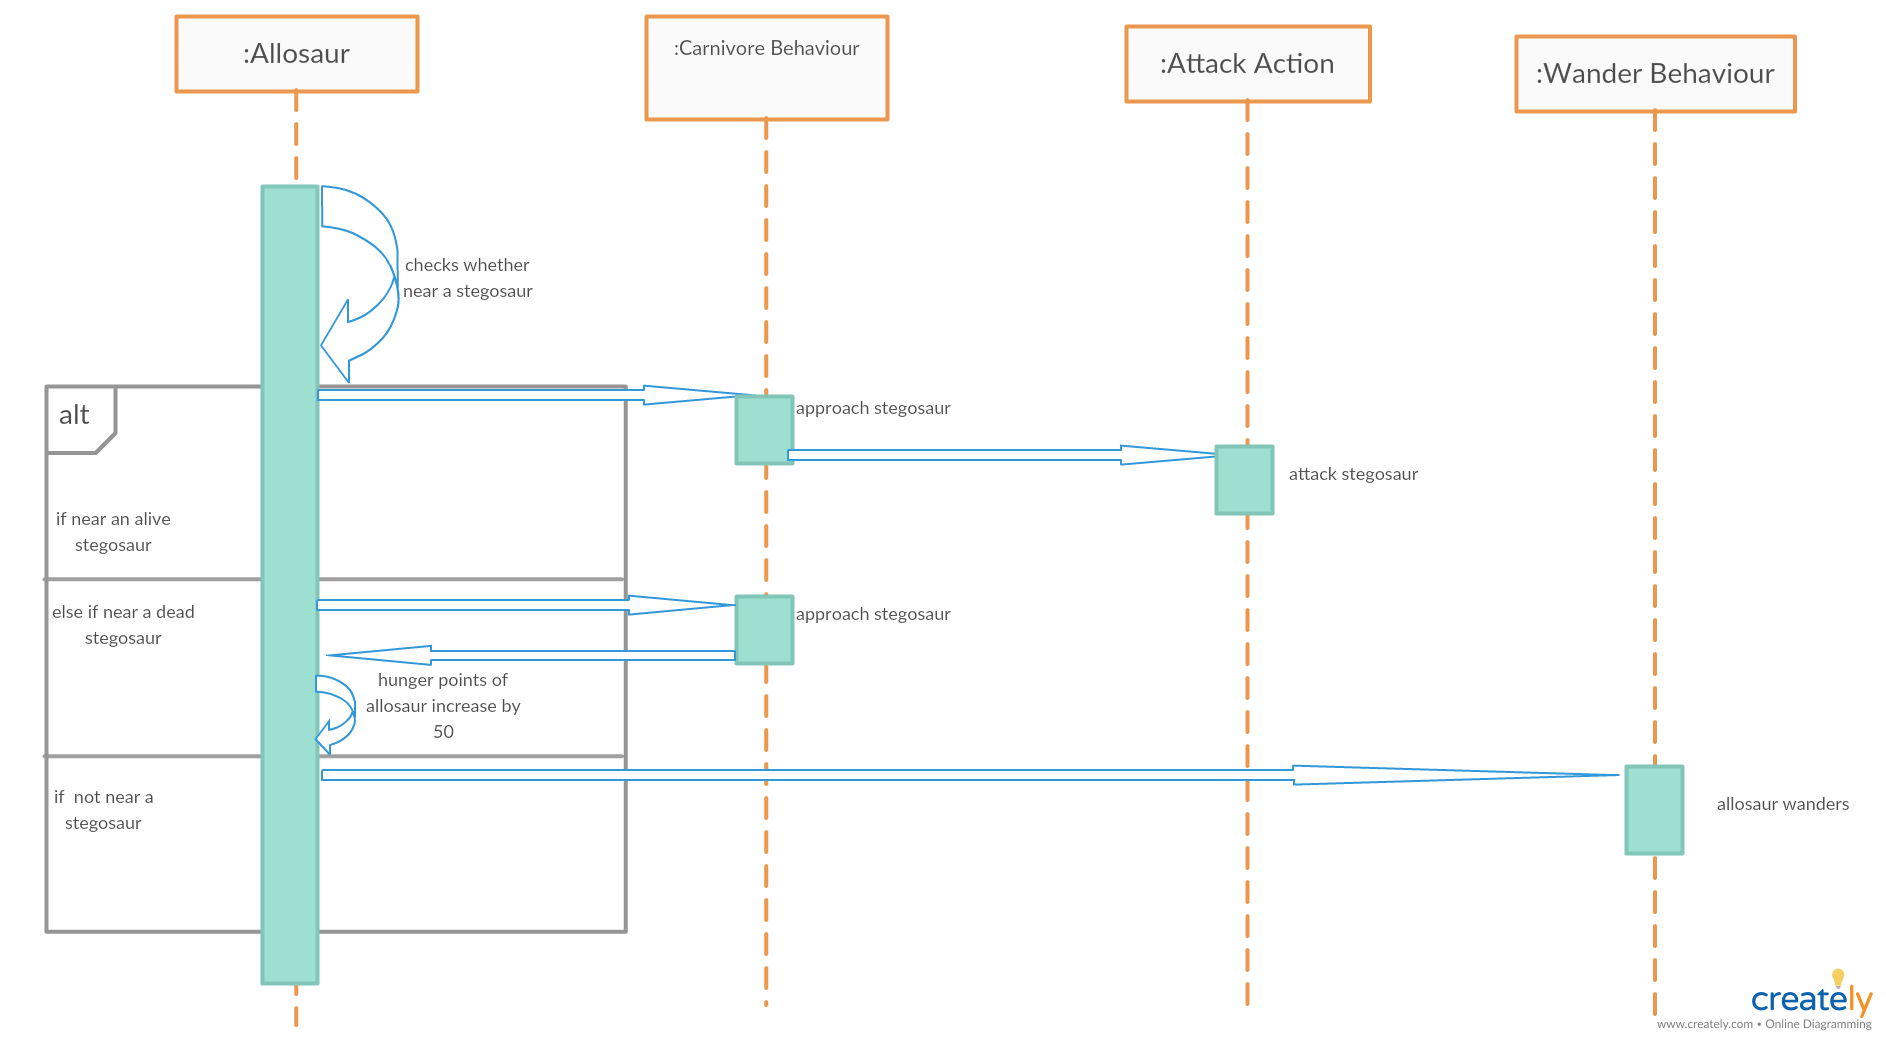 :Allosaur
:Carnivore Behaviour
:Attack Action
:Wander Behaviour
checks whether
near a stegosaur
alt
approach stegosaur
attack stegosaur
if near an alive
stegosaur
else if near a dead
stegosaur
approach stegosaur
hunger points of
allosaur increase by
50
if  not near a
stegosaur
allosaur wanders
creately
www.creately.com • Online Diagramming